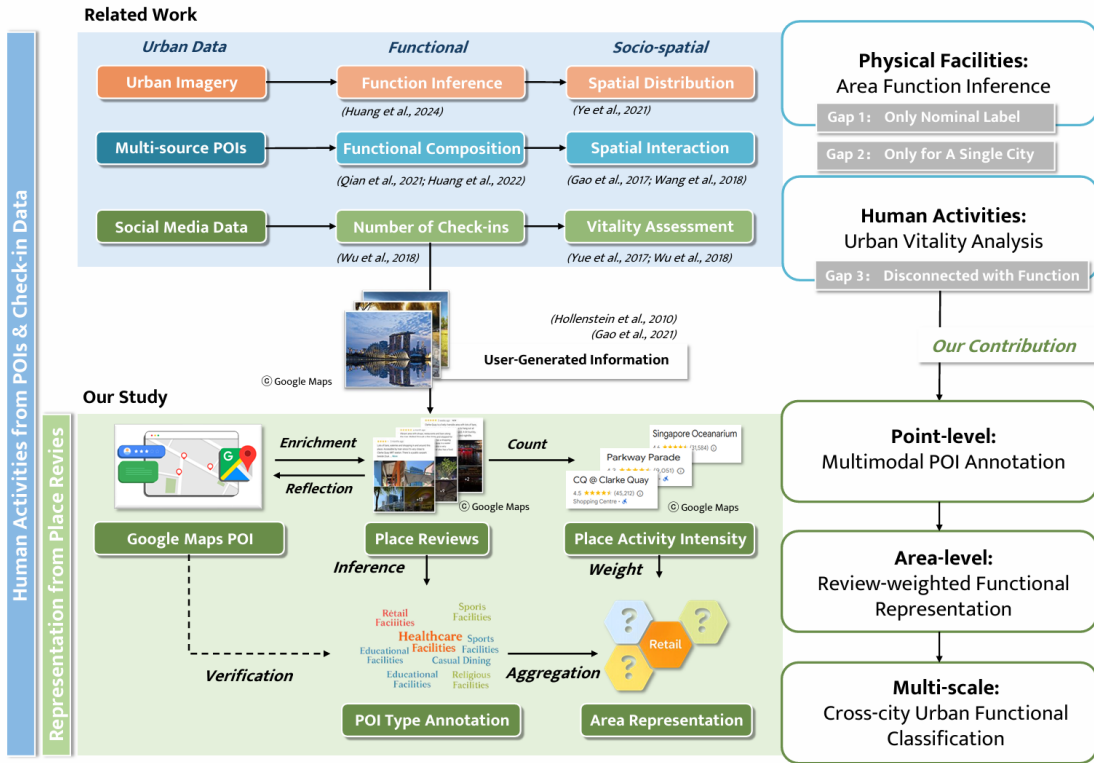 Related Work
Urban Data
Functional
Socio-spatial
Urban Imagery
Function Inference
Spatial Distribution
(Huang et al., 2024)
(Ye et al., 2021)
Multi-source POIs
Functional Composition
Spatial Interaction
(Qian et al., 2021; Huang et al., 2022)
(Gao et al., 2017; Wang et al., 2018)
Social Media Data
Number of Check-ins
Vitality Assessment
(Wu et al., 2018)
(Yue et al., 2017; Wu et al., 2018)
Physical Facilities:
Area Function Inference
Gap 1: Only Nominal Label
Gap 2: Only for A Single City
Human Activities:
Urban Vitality Analysis
Gap 3: Disconnected with Function
Human Activities from POIs & Check-in Data
(Hollenstein et al., 2010)
(Gao et al., 2021)
User-Generated Information
ⓒ Google Maps
Our Contribution
Our Study
Representation from Place Revies
Enrichment
Reflection
Count
Singapore Oceanarium
Parkway Parade
CQ @ Clarke Quay
4.5 (45,212)
Shopping Centre
ⓒ Google Maps
ⓒ Google Maps
Google Maps POI
Place Reviews
Place Activity Intensity
Inference
Weight
Retail
Faciiities
Sports
Facilities
Healthcare
Facilities
Sports
Facilities
Educational
Facilities
Casual Dining
Educational
Facilities
Religious
Facilities
Verification
Aggregation
?
?
?
Retail
POI Type Annotation
Area Representation
Point-level:
Multimodal POI Annotation
Area-level:
Review-weighted Functional
Representation
Multi-scale:
Cross-city Urban Functional
Classification